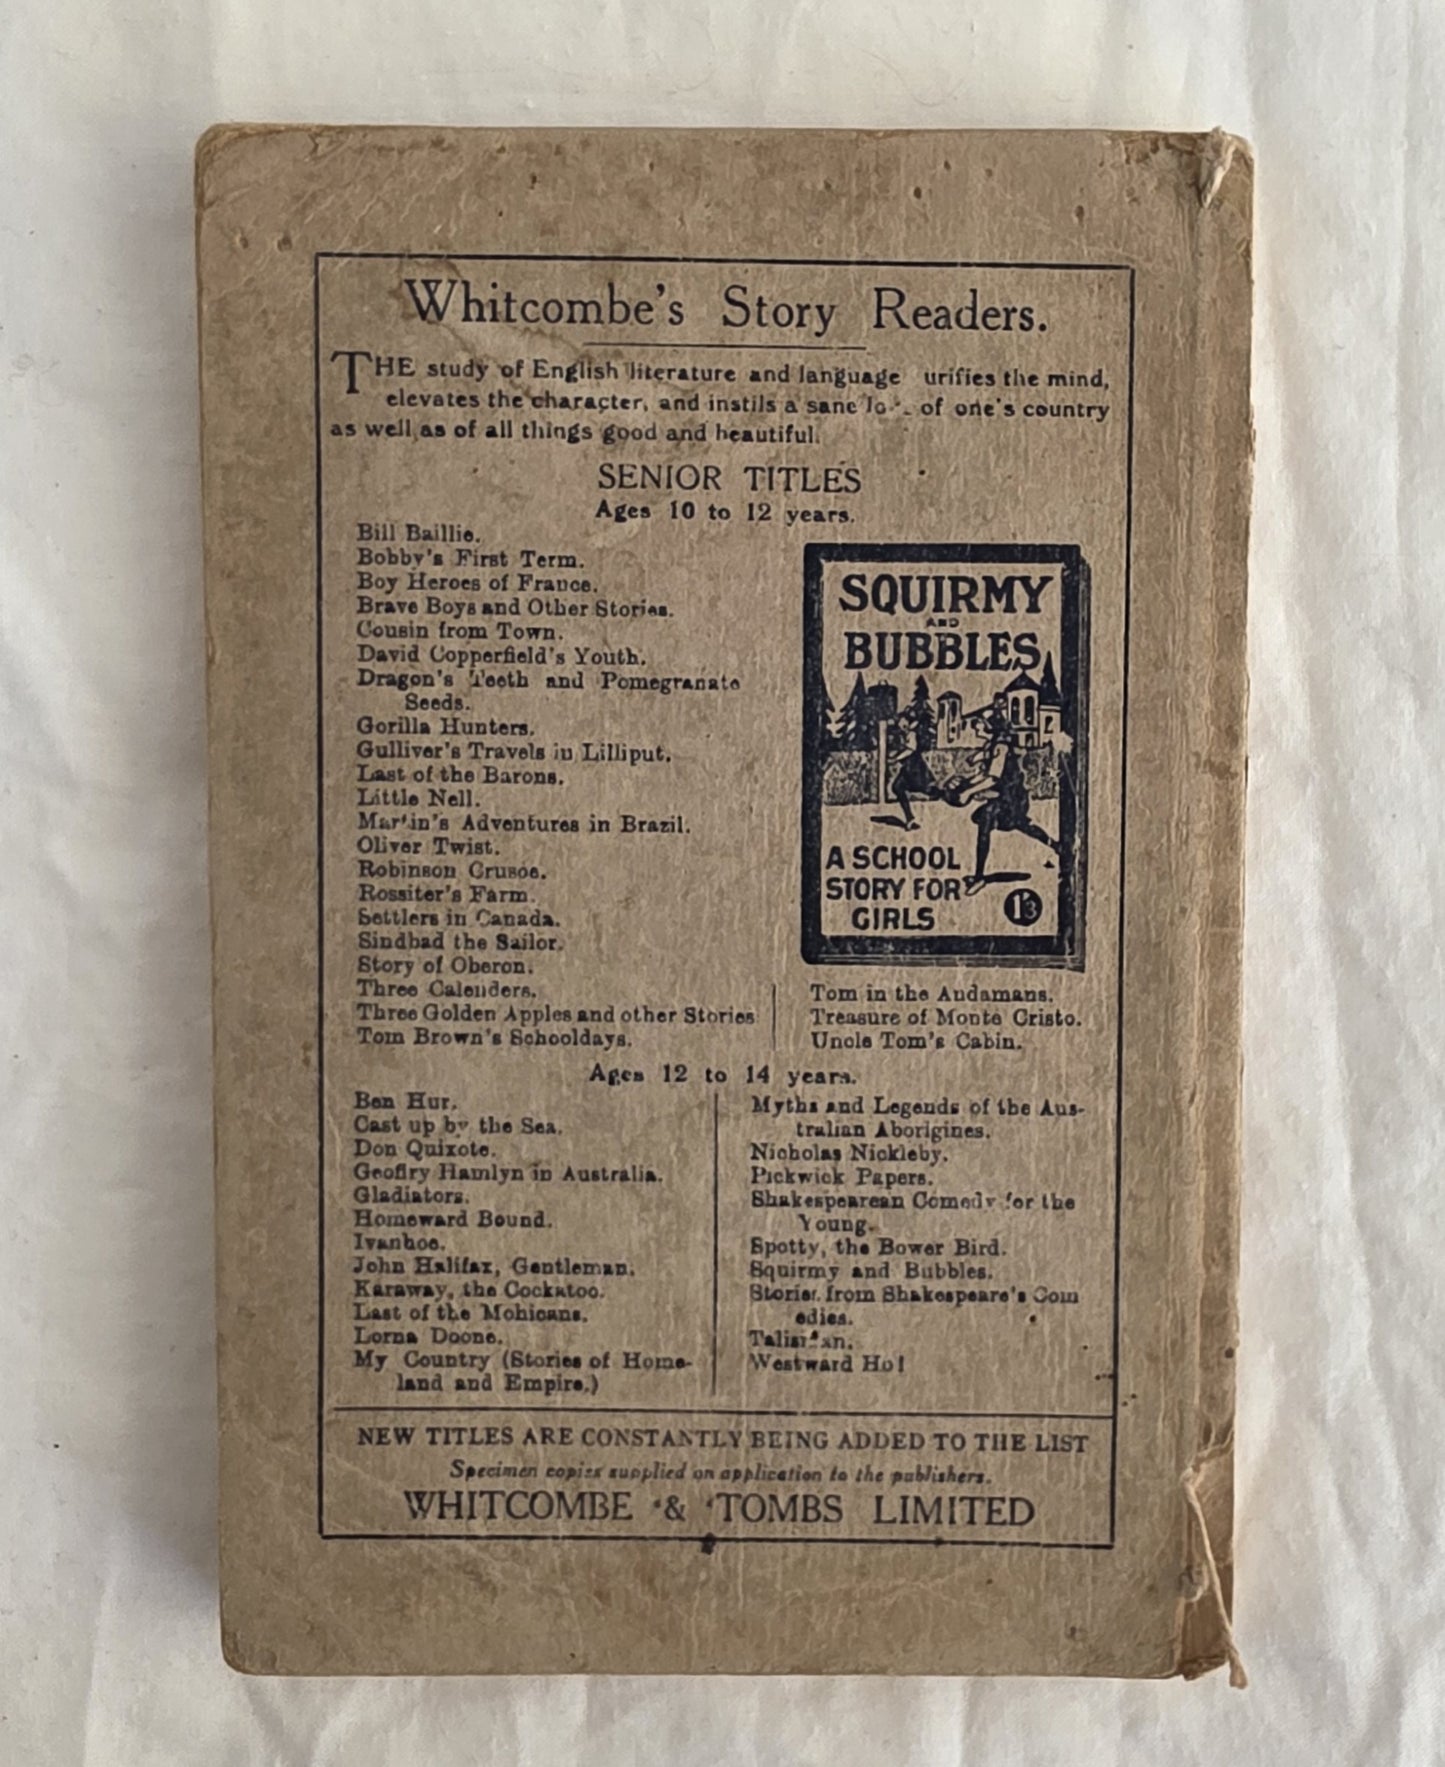 Whitcombe's Story Readers.
THE study of English literature and language urifies the mind,
elevates the character, and instils a sane of one's country
as well as of all things good and beautiful.
SENIOR TITLES
Ages 10 to 12 years.
Bill Baillie.
Bobby's First Term.
Boy Heroes of France.
Brave Boys and Other Stories.
Cousin from Town.
David Copperfield's Youth.
Dragon's Teeth and Pomegranate
Seeds.
Gorilla Hunters.
Gulliver's Travels in Lilliput.
Last of the Barons.
Little Nell.
Martin's Adventures in Brazil.
Oliver Twist.
Robinson Crusoe.
Rossiter's Farm.
Settlers in Canada.
Sindbad the Sailor.
Story of Oberon.
Three Calenders.
Three Golden Apples and other Stories
Tom Brown's Schooldays.
SQUIRMY
AND
BUBBLES
A SCHOOL
STORY FOR
GIRLS
1/3
Tom in the Andamans.
Treasure of Monte Cristo.
Uncle Tom's Cabin.
Ages 12 to 14 years.
Ben Hur.
Cast up by the Sea.
Don Quixote.
Geoffry Hamlyn in Australia.
Gladiators.
Homeward Bound.
Ivanhoe.
John Halifax, Gentleman.
Karaway, the Cockatoo.
Last of the Mohicans.
Lorna Doone.
My Country (Stories of Home-
land and Empire.)
Myths and Legends of the Aus-
tralian Aborigines.
Nicholas Nickleby.
Pickwick Papers.
Shakespearean Comedy for the
Young.
Spotty, the Bower Bird.
Squirmy and Bubbles.
Stories from Shakespeare's Com
edies.
Talisman.
Westward Ho!
NEW TITLES ARE CONSTANTLY BEING ADDED TO THE LIST
Specimen copies supplied on application to the publishers.
WHITCOMBE & TOMBS LIMITED